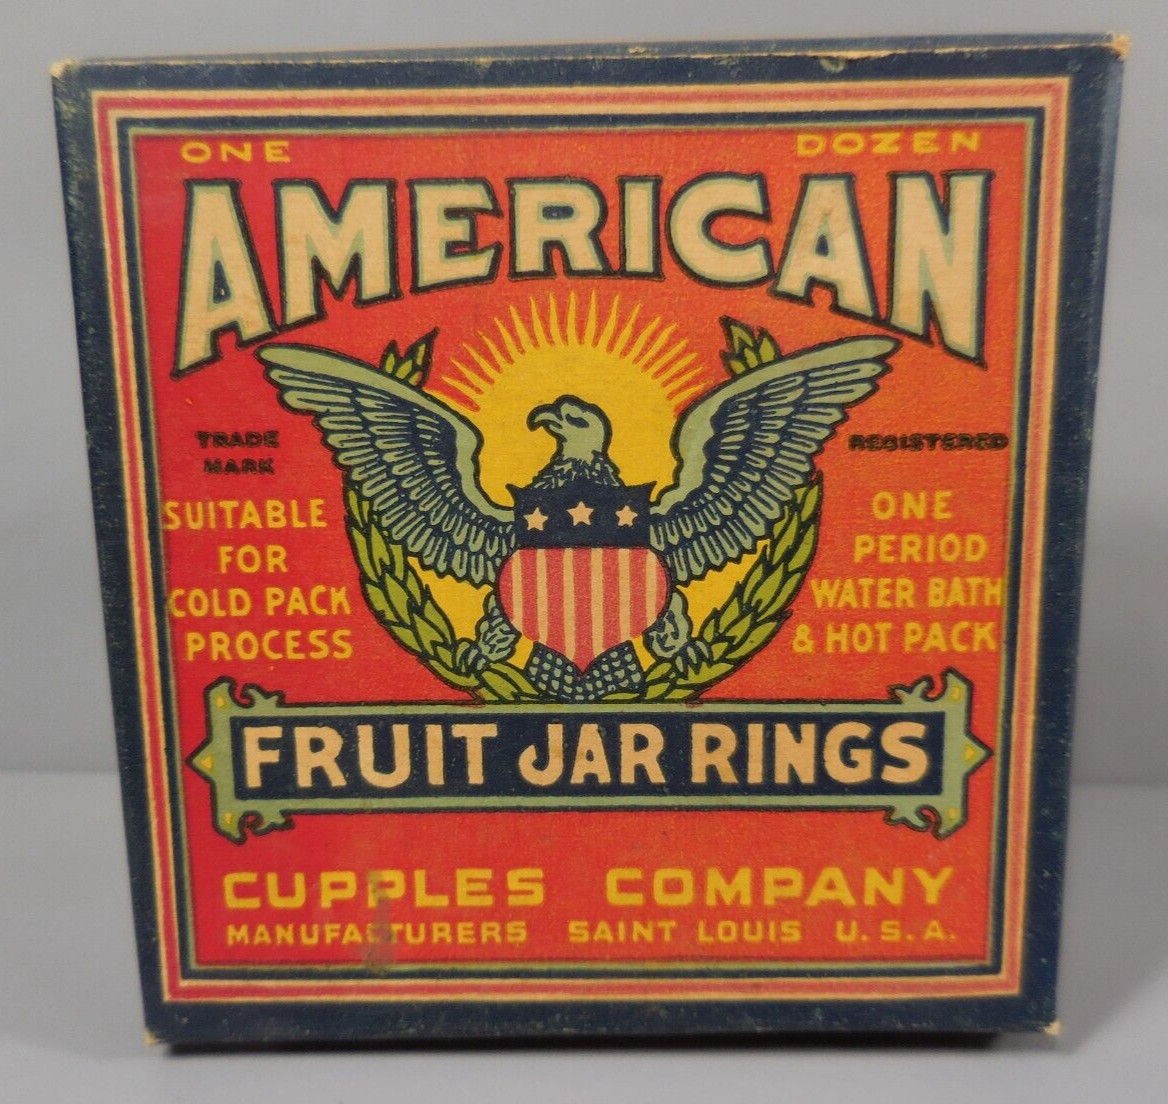 ONE DOZEN
AMERICAN
TRADE
MARK
REGISTERED
SUITABLE
FOR
COLD PACK
PROCESS
ONE
PERIOD
WATER BATH
& HOT PACK
FRUIT JAR RINGS
CUPPLES COMPANY
MANUFACTURERS SAINT LOUIS U.S.A.